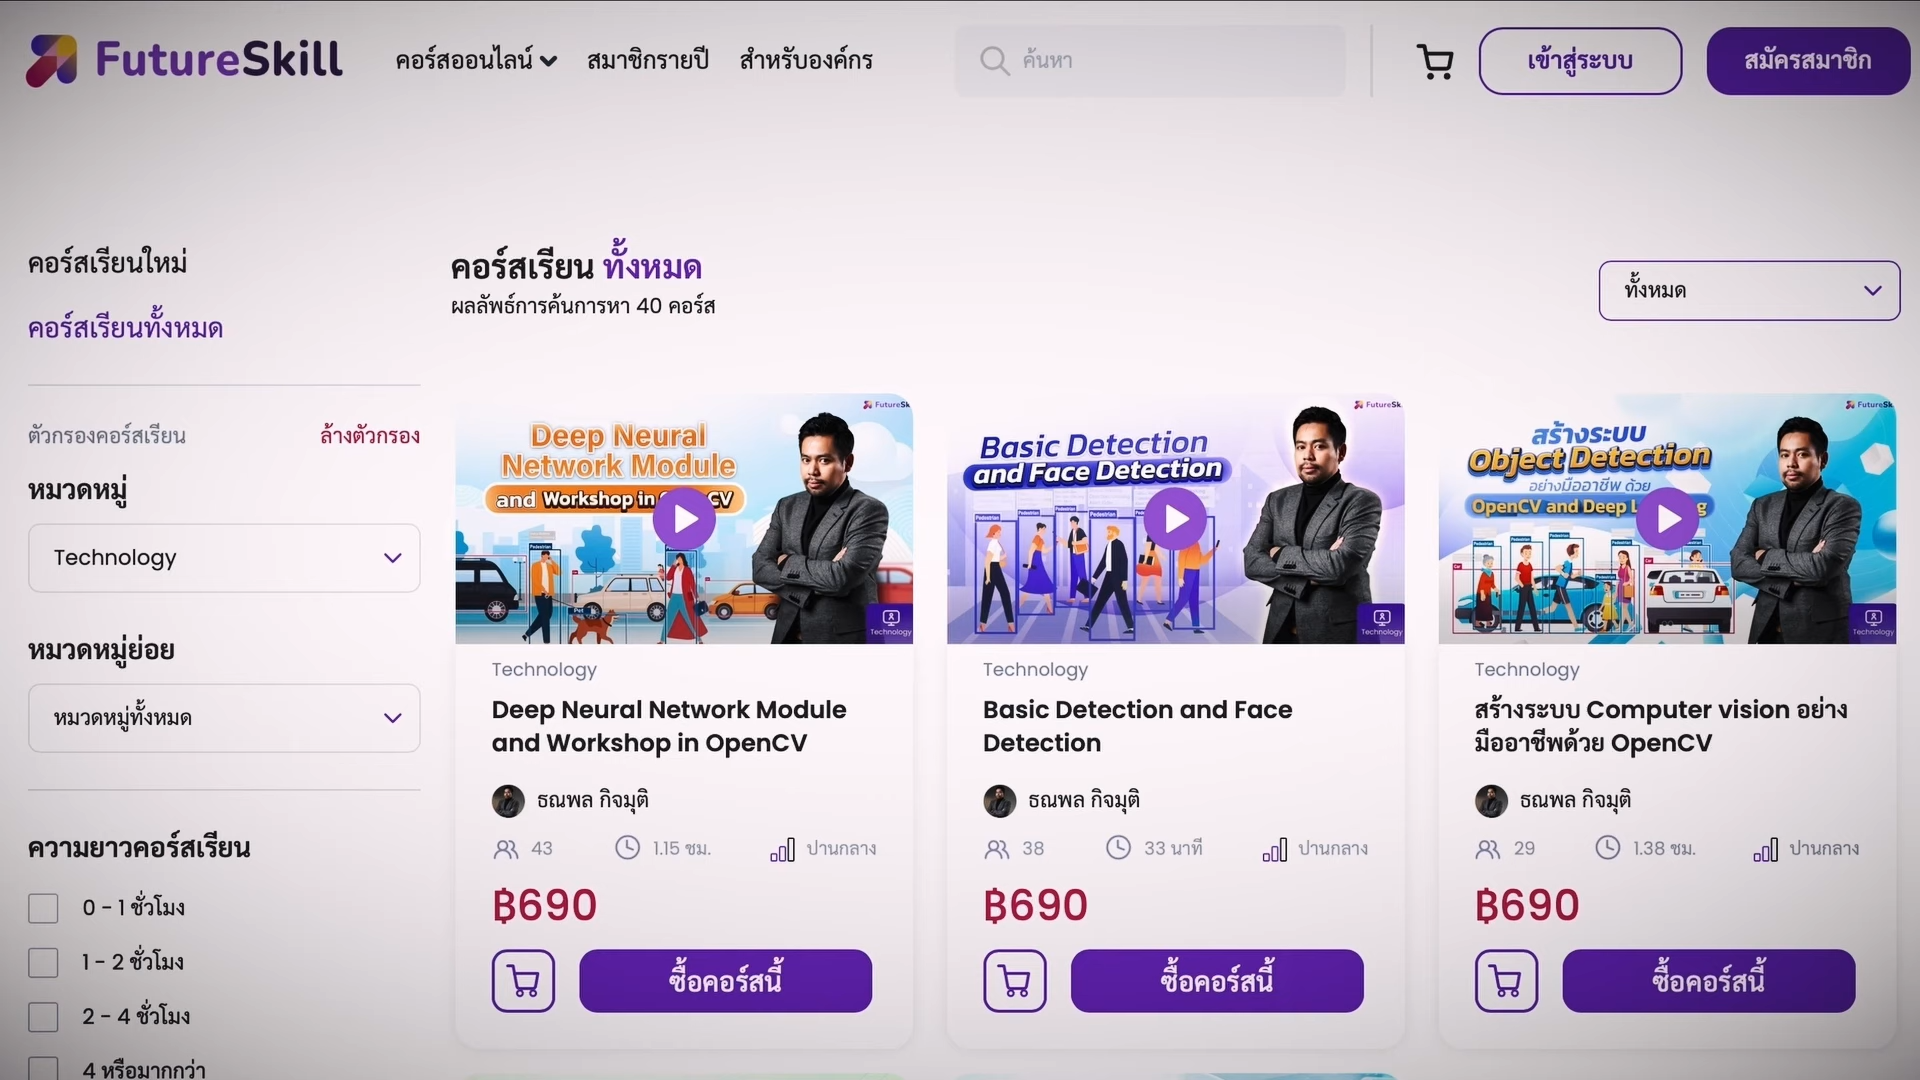 FutureSkill
คอร์สออนไลน์
สมาชิกรายปี
สำหรับองค์กร
ค้นหา
เข้าสู่ระบบ
สมัครสมาชิก
คอร์สเรียนใหม่
คอร์สเรียนทั้งหมด
ตัวกรองคอร์สเรียน
ล้างตัวกรอง
หมวดหมู่
Technology
หมวดหมู่ย่อย
หมวดหมู่ทั้งหมด
ความยาวคอร์สเรียน
0 - 1 ชั่วโมง
1 - 2 ชั่วโมง
2 - 4 ชั่วโมง
4 หรือมากกว่า
คอร์สเรียน ทั้งหมด
ผลลัพธ์การค้นการหา 40 คอร์ส
ทั้งหมด
Deep Neural
Network Module
and Workshop in CV
Technology
Technology
Deep Neural Network Module
and Workshop in OpenCV
ธณพล กิจมุติ
43
1.15 ชม.
ปานกลาง
฿690
ซื้อคอร์สนี้
Basic Detection
and Face Detection
Technology
Technology
Basic Detection and Face
Detection
ธณพล กิจมุติ
38
33 นาที
ปานกลาง
฿690
ซื้อคอร์สนี้
สร้างระบบ
Object Detection
อย่างมืออาชีพ ด้วย
OpenCV and Deep
Technology
Technology
สร้างระบบ Computer vision อย่าง
มืออาชีพด้วย OpenCV
ธณพล กิจมุติ
29
1.38 ชม.
ปานกลาง
฿690
ซื้อคอร์สนี้